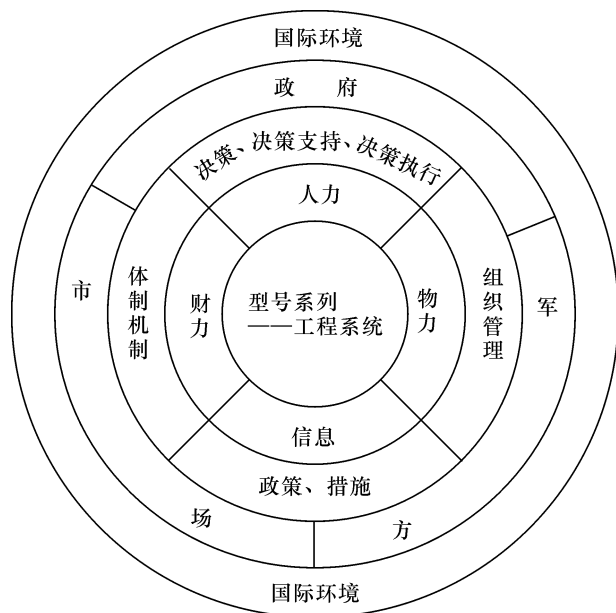 国际环境
政 府
决策、决策支持、决策执行
人力
市
体制机制
财力
型号系列
——工程系统
物力
组织管理
军
信息
政策、措施
场
方
国际环境